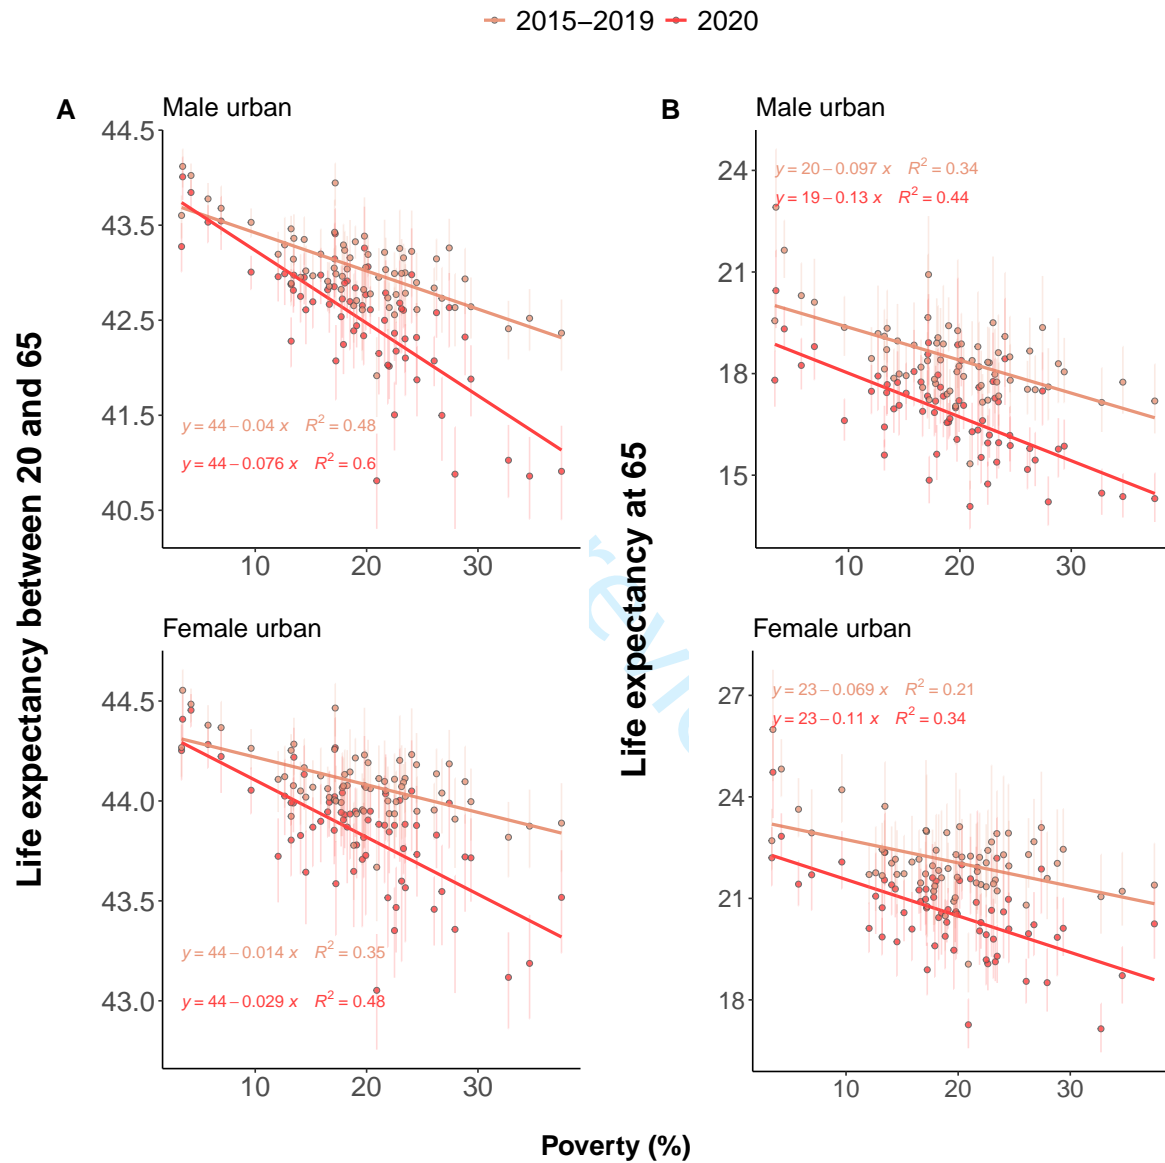 2015–2019 2020
A Male urban
44.5
43.5
42.5
41.5
40.5
y = 44 − 0.04 x R² = 0.48
y = 44 − 0.076 x R² = 0.6
10 20 30
B Male urban
24
21
18
15
y = 20 − 0.097 x R² = 0.34
y = 19 − 0.13 x R² = 0.44
10 20 30
Female urban
44.5
44.0
43.5
43.0
y = 44 − 0.014 x R² = 0.35
y = 44 − 0.029 x R² = 0.48
10 20 30
Female urban
27
24
21
18
y = 23 − 0.069 x R² = 0.21
y = 23 − 0.11 x R² = 0.34
10 20 30
Life expectancy between 20 and 65
Life expectancy at 65
Poverty (%)